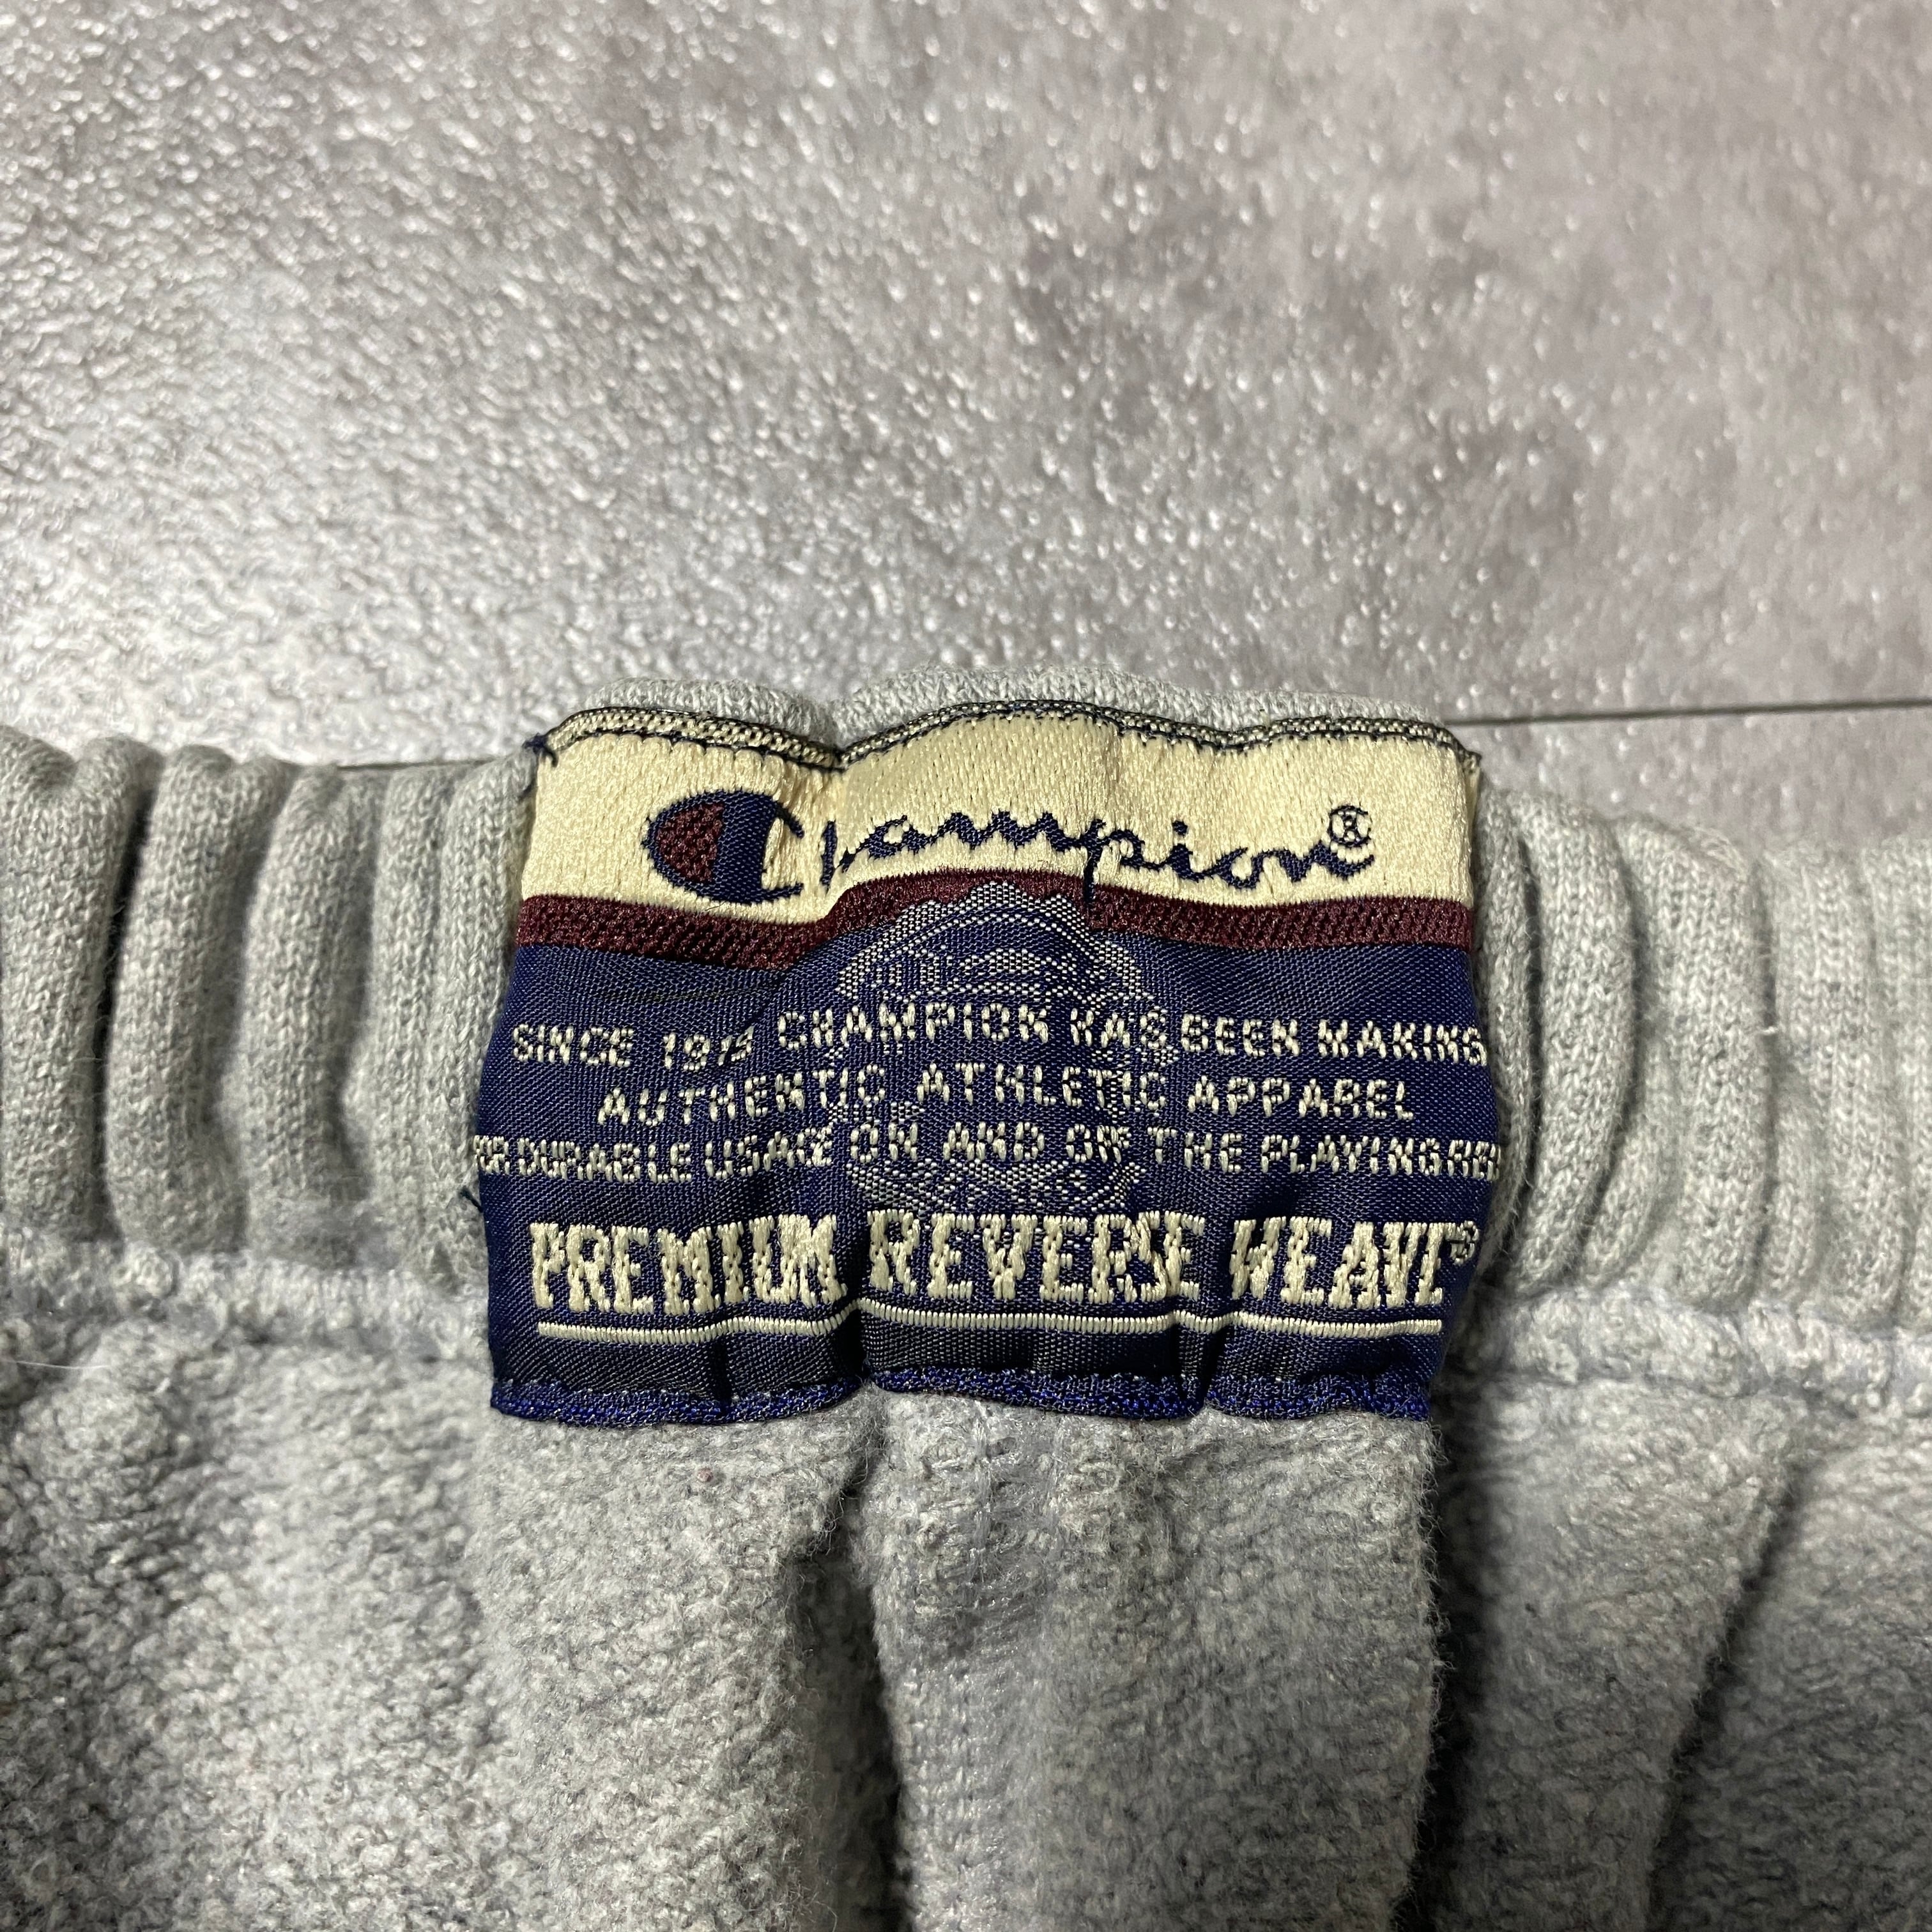 Champion®
SINCE 1919 CHAMPION HAS BEEN MAKING
AUTHENTIC ATHLETIC APPAREL
FOR DURABLE USAGE ON AND OFF THE PLAYING FIELD
PREMIUM REVERSE WEAVE®